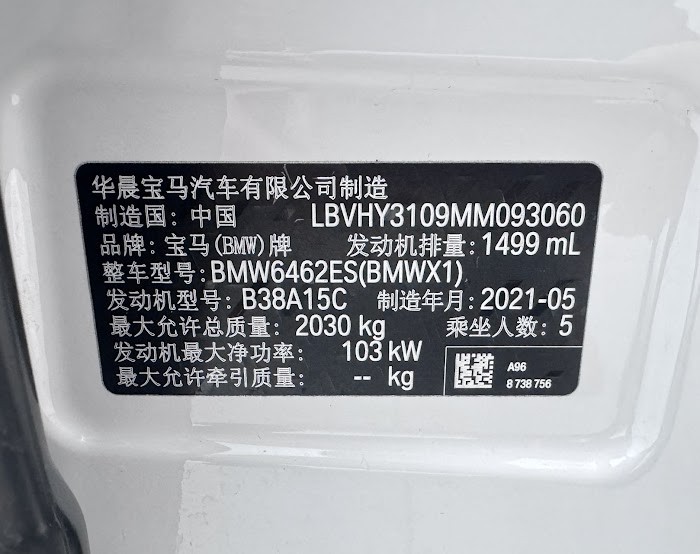 华晨宝马汽车有限公司制造
制造国: 中国 LBVHY3109MM093060
品牌: 宝马(BMW)牌 发动机排量: 1499 mL
整车型号: BMW6462ES(BMWX1)
发动机型号: B38A15C 制造年月: 2021-05
最大允许总质量: 2030 kg 乘坐人数: 5
发动机最大净功率: 103 kW
最大允许牵引质量: -- kg
A96
8 738 756